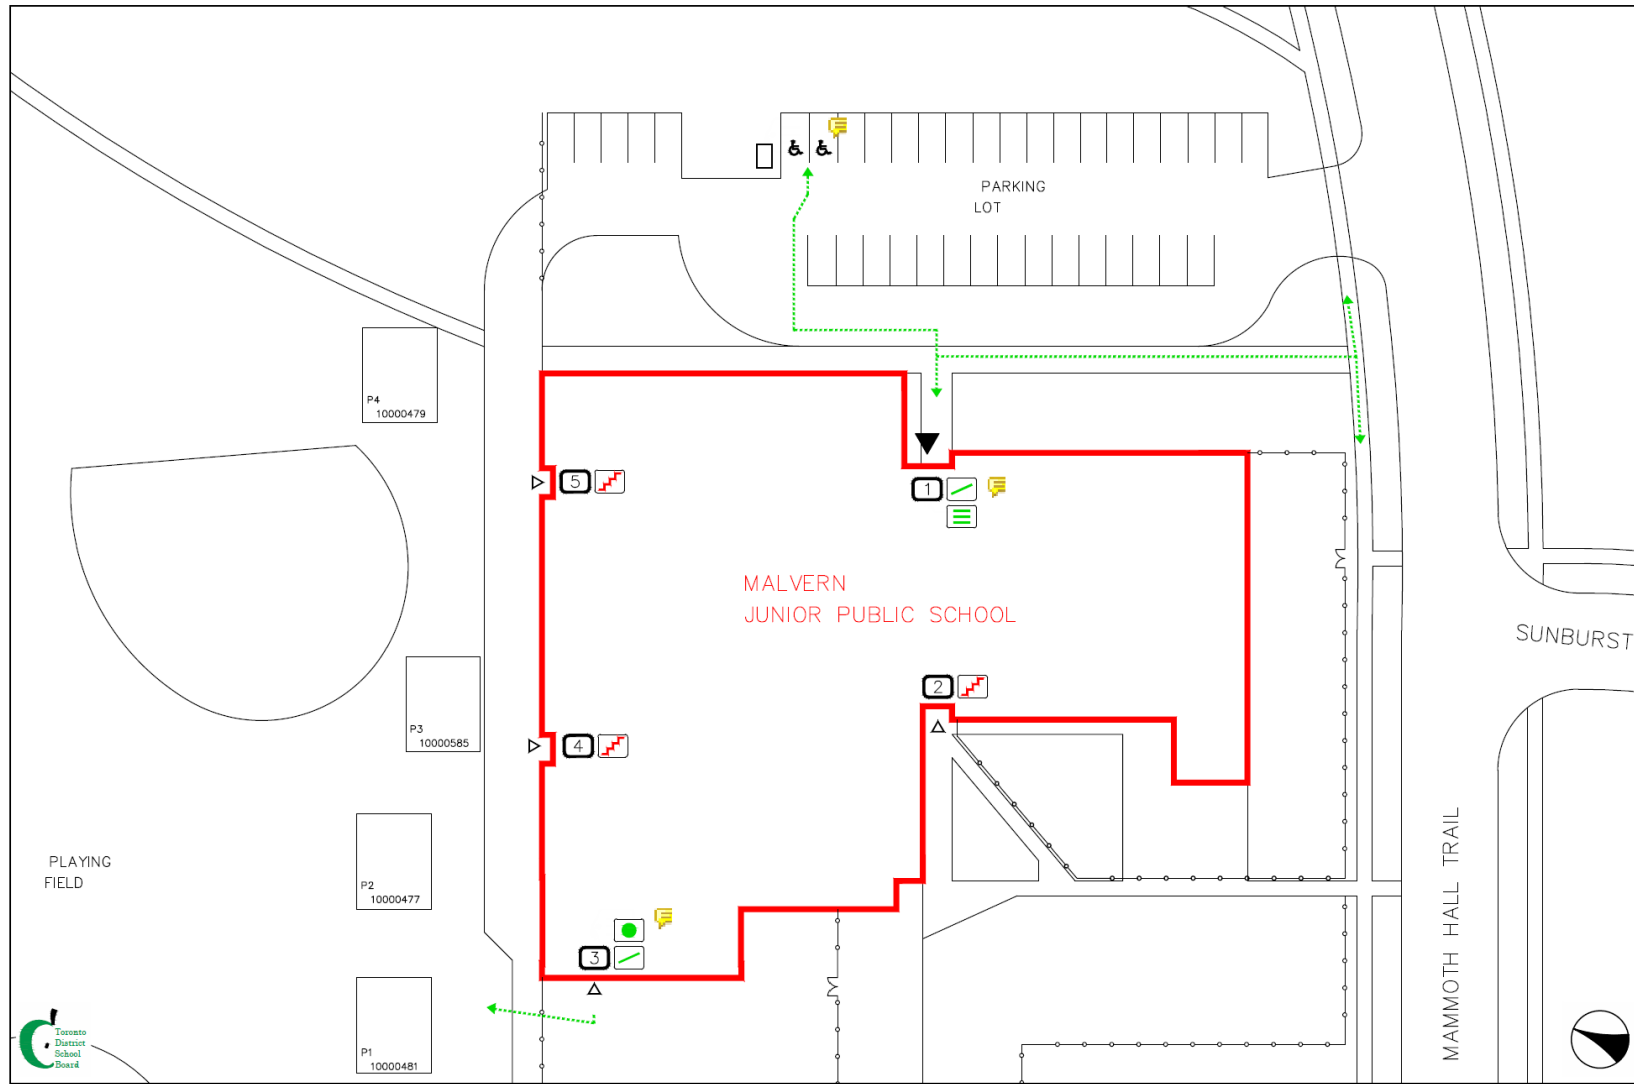 PARKING
LOT
P4
10000479
5
1
MALVERN
JUNIOR PUBLIC SCHOOL
SUNBURST
P3
10000585
2
4
PLAYING
FIELD
P2
10000477
3
MAMMOTH HALL TRAIL
P1
10000481
Toronto
District
School
Board